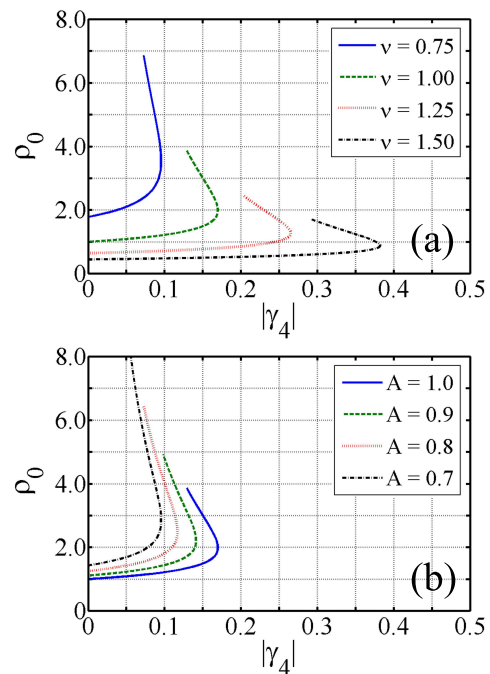 8.0
6.0
4.0
2.0
0
ρ₀
ν = 0.75
ν = 1.00
ν = 1.25
ν = 1.50
(a)
0 0.1 0.2 0.3 0.4 0.5
|γ₄|
8.0
6.0
4.0
2.0
0
ρ₀
A = 1.0
A = 0.9
A = 0.8
A = 0.7
(b)
0 0.1 0.2 0.3 0.4 0.5
|γ₄|